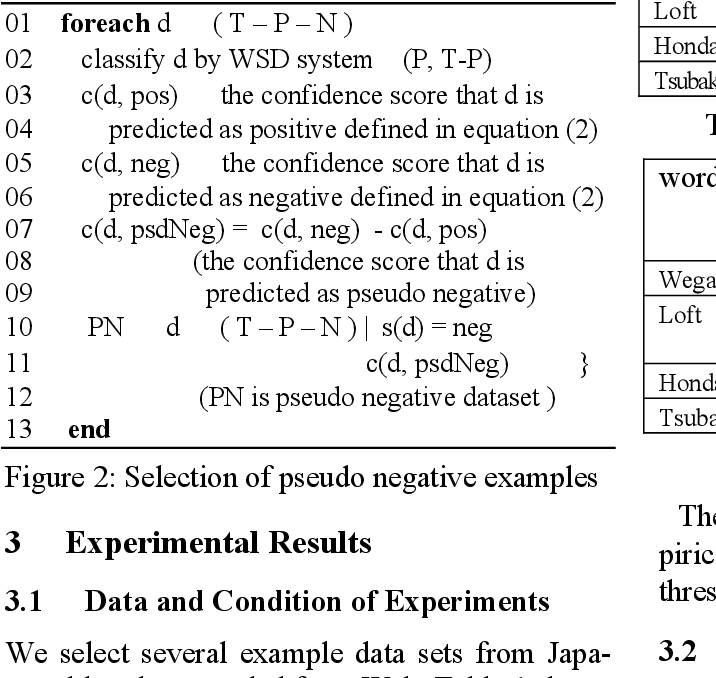 01 foreach d ( T – P – N )
02 classify d by WSD system (P, T-P)
03 c(d, pos) the confidence score that d is
04 predicted as positive defined in equation (2)
05 c(d, neg) the confidence score that d is
06 predicted as negative defined in equation (2)
07 c(d, psdNeg) = c(d, neg) - c(d, pos)
08 (the confidence score that d is
09 predicted as pseudo negative)
10 PN d ( T – P – N ) | s(d) = neg
11 c(d, psdNeg) }
12 (PN is pseudo negative dataset )
13 end
Figure 2: Selection of pseudo negative examples
3 Experimental Results
3.1 Data and Condition of Experiments
We select several example data sets from Japa-
Loft
Honda
Tsubak
T
word
Wega
Loft
Honda
Tsuba
The
piric
thres
3.2